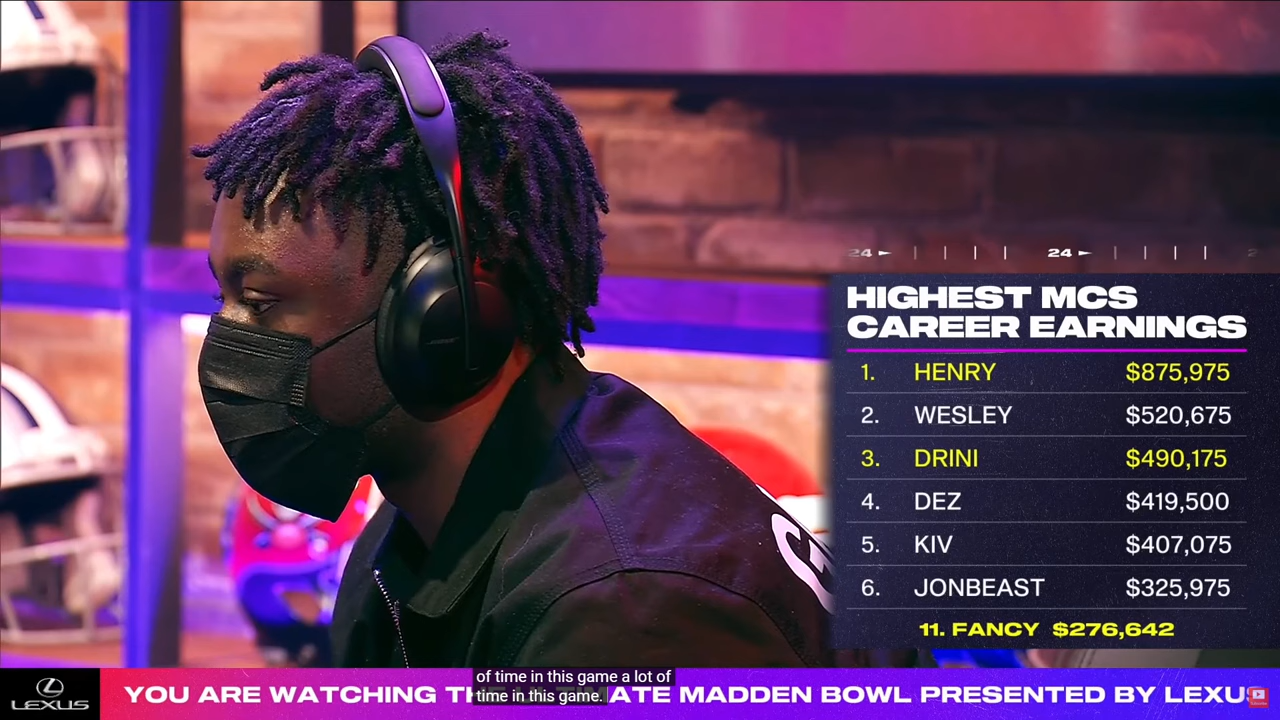 24 24 2
HIGHEST MCS
CAREER EARNINGS
1. HENRY $875,975
2. WESLEY $520,675
3. DRINI $490,175
4. DEZ $419,500
5. KIV $407,075
6. JONBEAST $325,975
11. FANCY $276,642
of time in this game a lot of
time in this game.
LEXUS YOU ARE WATCHING TH ATE MADDEN BOWL PRESENTED BY LEXUS